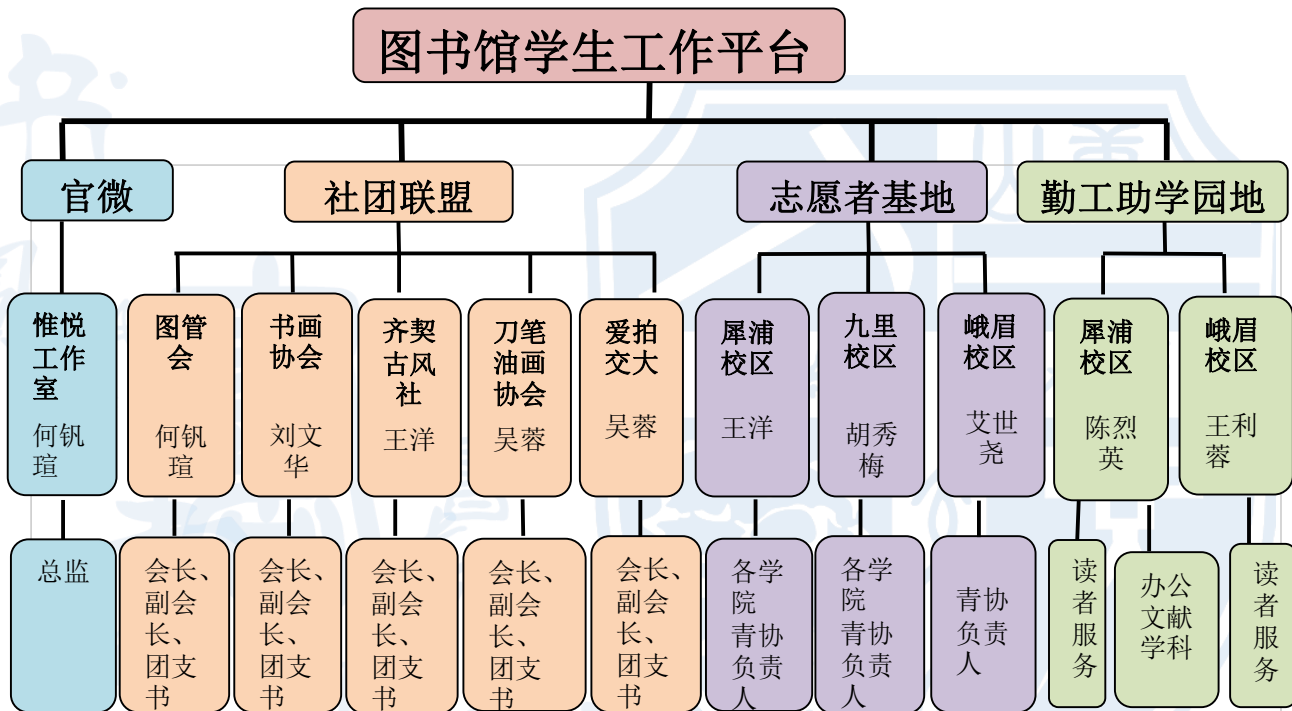 图书馆学生工作平台
官微
社团联盟
志愿者基地
勤工助学园地
惟悦
工作
室
何钒
瑄
图管
会
何钒
瑄
书画
协会
刘文
华
齐契
古风
社
王洋
刀笔
油画
协会
吴蓉
爱拍
交大
吴蓉
犀浦
校区
王洋
九里
校区
胡秀
梅
峨眉
校区
艾世
尧
犀浦
校区
陈烈
英
峨眉
校区
王利
蓉
总监
会长、
副会
长、
团支
书
会长、
副会
长、
团支
书
会长、
副会
长、
团支
书
会长、
副会
长、
团支
书
会长、
副会
长、
团支
书
各学
院
青协
负责
人
各学
院
青协
负责
人
青协
负责
人
读
者
服
务
办公
文献
学科
读
者
服
务